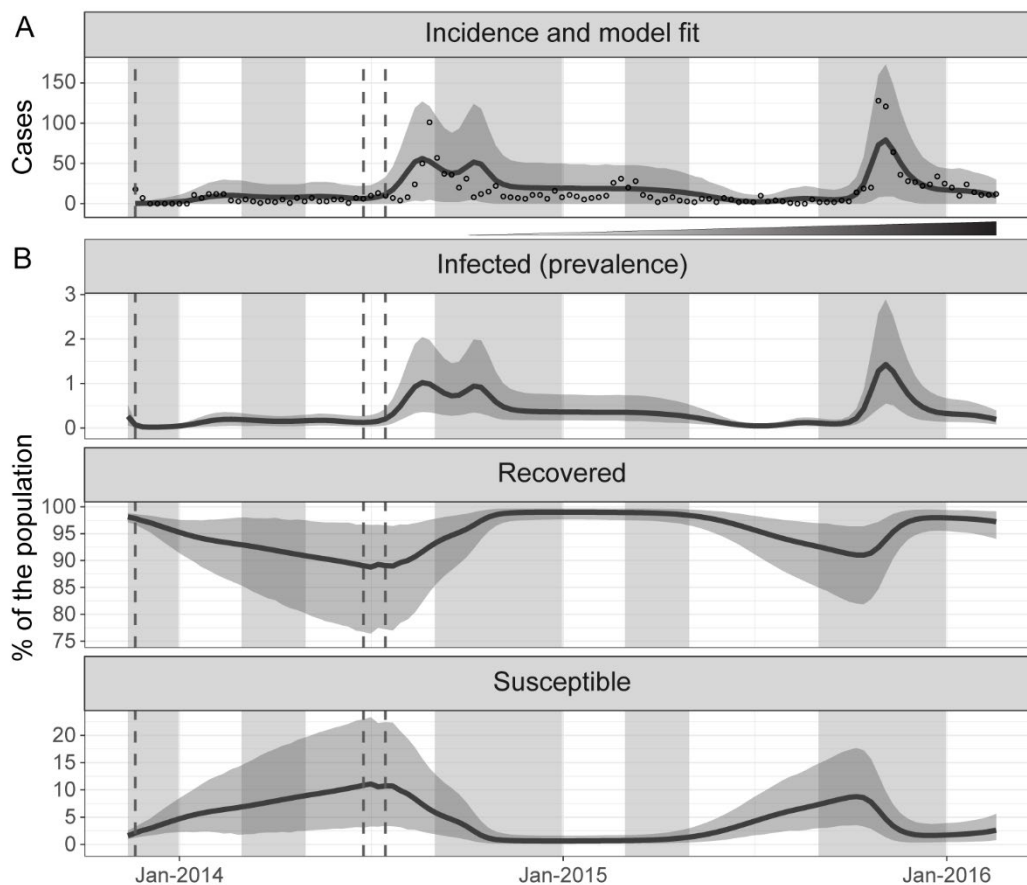 A
Incidence and model fit
150
100
50
0
Cases
B
Infected (prevalence)
3
2
1
0
Recovered
100
95
90
85
80
75
% of the population
Susceptible
20
15
10
5
0
Jan-2014 Jan-2015 Jan-2016